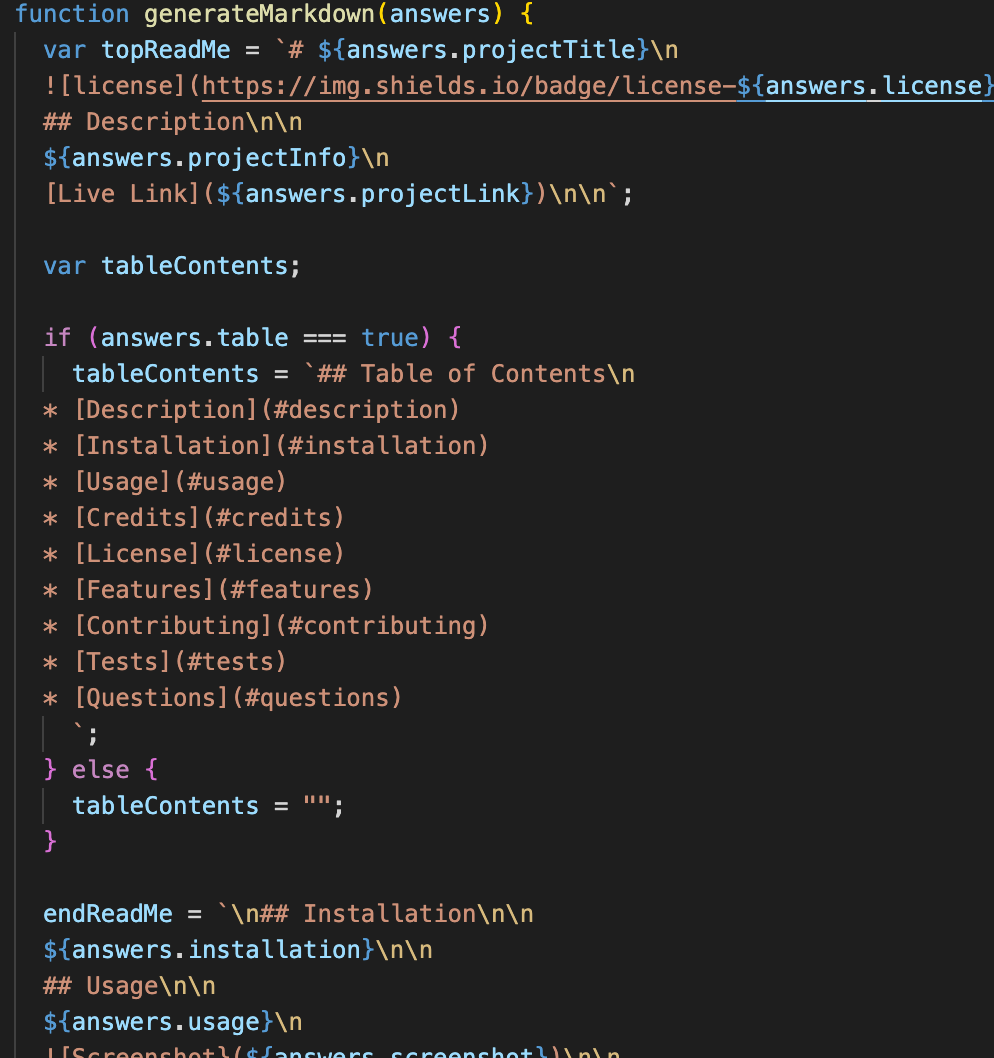 function generateMarkdown(answers) {
var topReadMe = `# ${answers.projectTitle}\n
![license](https://img.shields.io/badge/license-${answers.license}
## Description\n\n
${answers.projectInfo}\n
[Live Link](${answers.projectLink})\n\n`;
var tableContents;
if (answers.table === true) {
tableContents = `## Table of Contents\n
* [Description](#description)
* [Installation](#installation)
* [Usage](#usage)
* [Credits](#credits)
* [License](#license)
* [Features](#features)
* [Contributing](#contributing)
* [Tests](#tests)
* [Questions](#questions)
`;
} else {
tableContents = "";
}
endReadMe = `\n## Installation\n\n
${answers.installation}\n\n
## Usage\n\n
${answers.usage}\n
![Screenshot](${answers.screenshot})\n\n